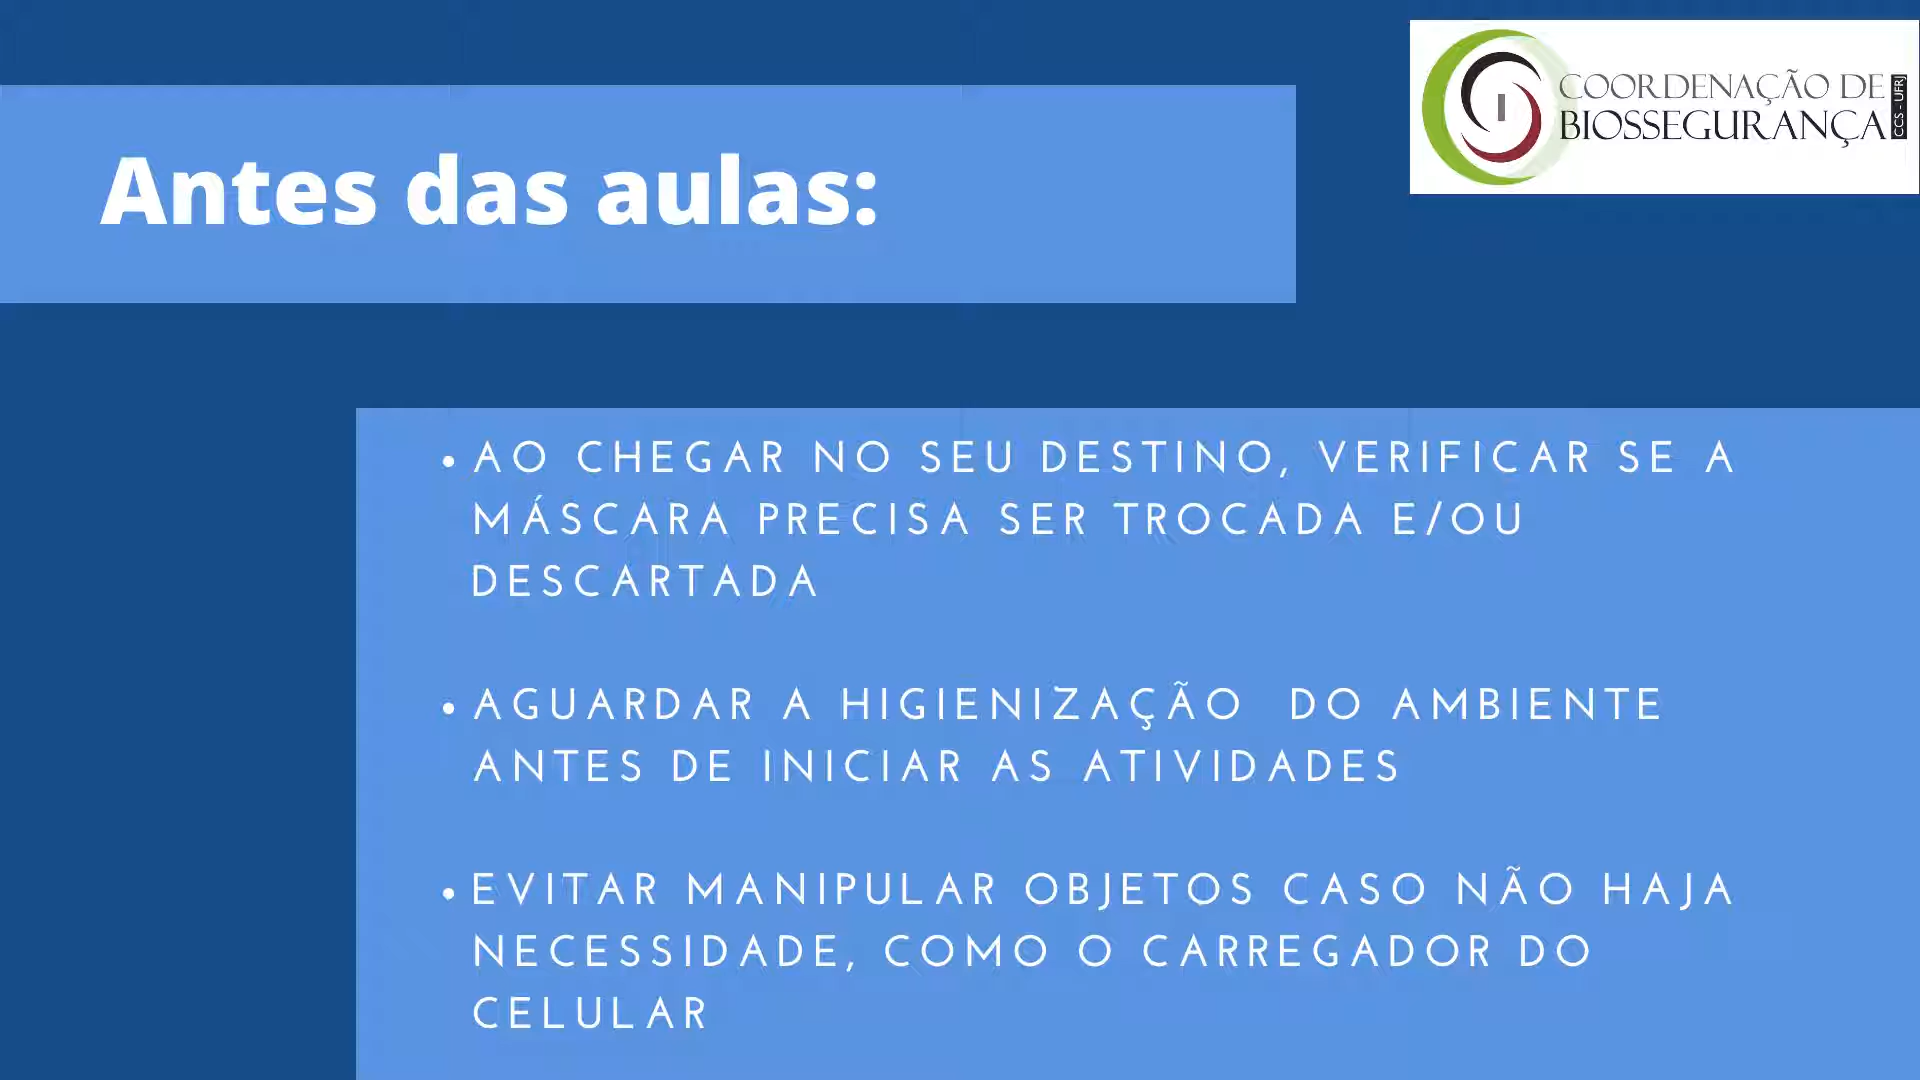 COORDENAÇÃO DE
BIOSSEGURANÇA
CCS - UFRJ
Antes das aulas:
• AO CHEGAR NO SEU DESTINO, VERIFICAR SE A
MÁSCARA PRECISA SER TROCADA E/OU
DESCARTADA
• AGUARDAR A HIGIENIZAÇÃO DO AMBIENTE
ANTES DE INICIAR AS ATIVIDADES
• EVITAR MANIPULAR OBJETOS CASO NÃO HAJA
NECESSIDADE, COMO O CARREGADOR DO
CELULAR